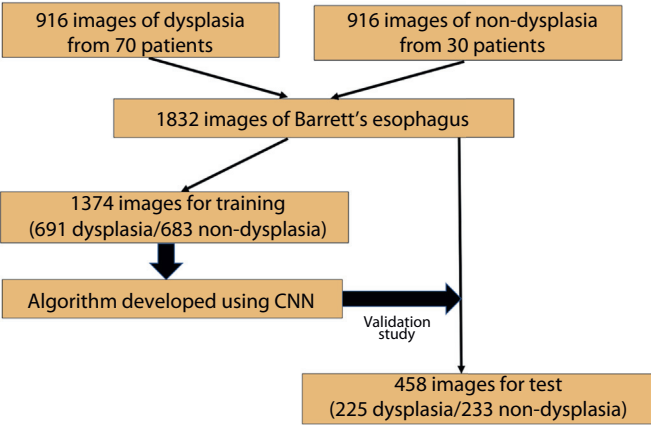 916 images of dysplasia
from 70 patients
916 images of non-dysplasia
from 30 patients
1832 images of Barrett’s esophagus
1374 images for training
(691 dysplasia/683 non-dysplasia)
Algorithm developed using CNN
Validation
study
458 images for test
(225 dysplasia/233 non-dysplasia)